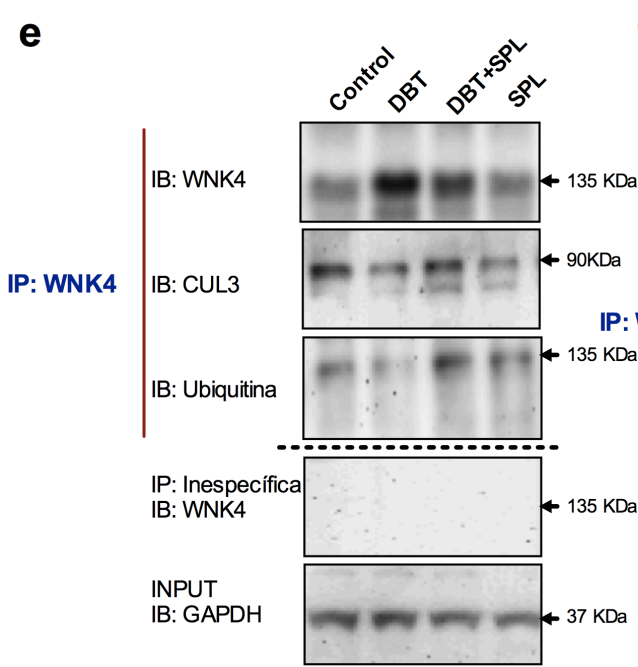 e
Control
DBT
DBT+SPL
SPL
IB: WNK4
135 KDa
IB: CUL3
90KDa
IP: WNK4
IP:
135 KDa
IB: Ubiquitina
IP: Inespecífica
IB: WNK4
135 KDa
INPUT
IB: GAPDH
37 KDa